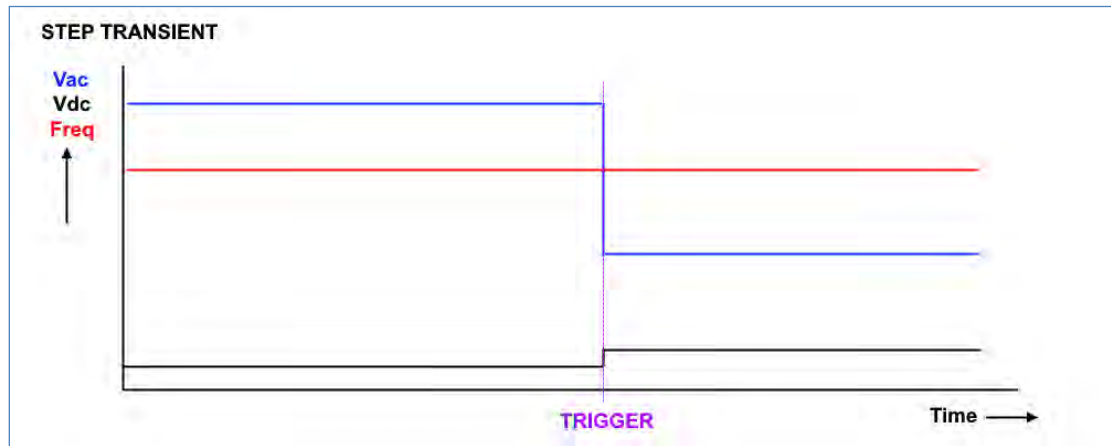 STEP TRANSIENT
Vac
Vdc
Freq
Time
TRIGGER